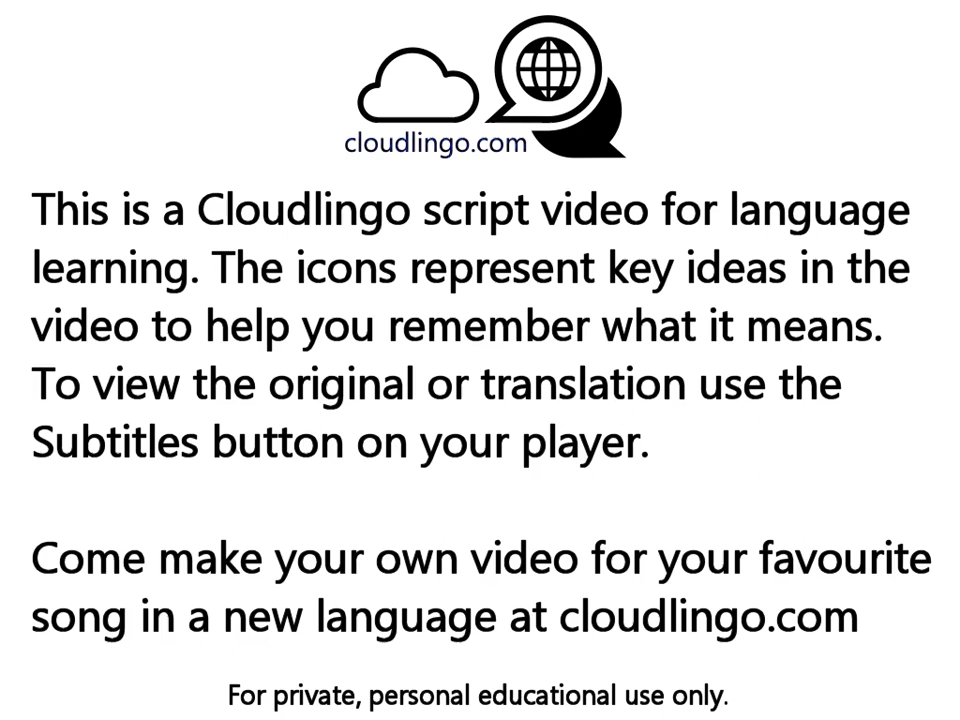 cloudlingo.com
This is a Cloudlingo script video for language
learning. The icons represent key ideas in the
video to help you remember what it means.
To view the original or translation use the
Subtitles button on your player.
Come make your own video for your favourite
song in a new language at cloudlingo.com
For private, personal educational use only.